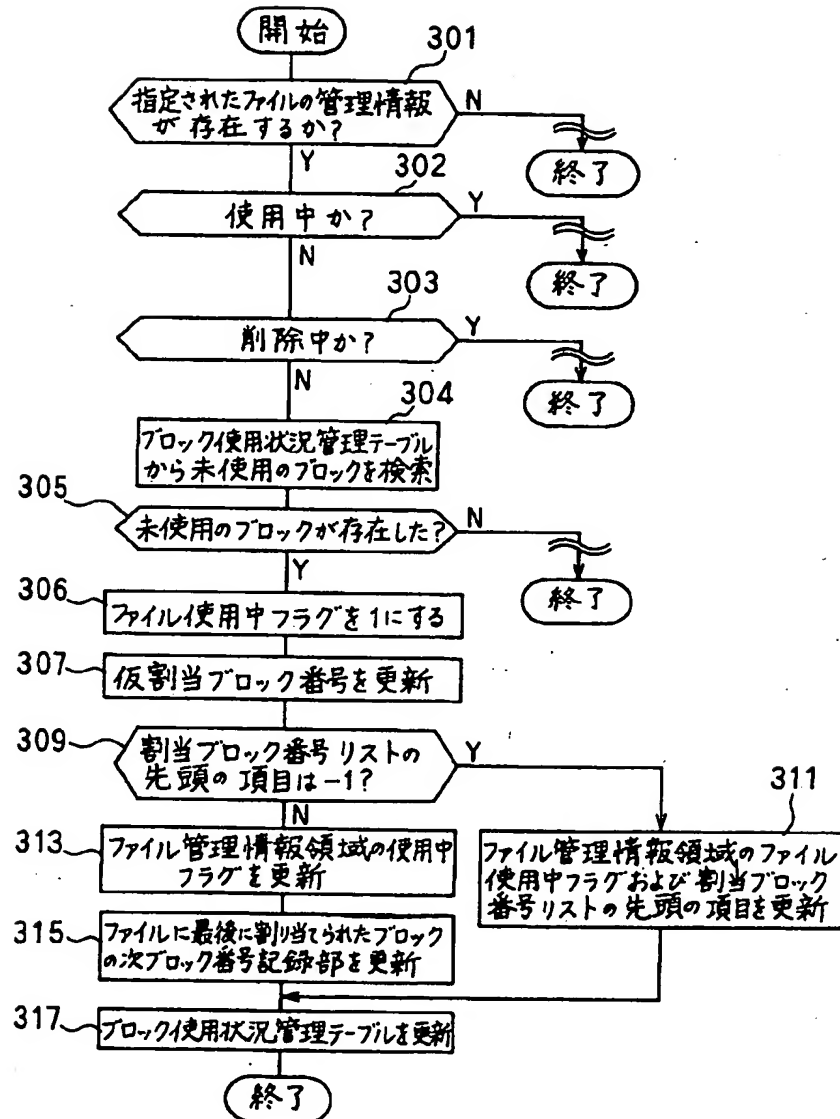 開始
301
指定されたファイルの管理情報
が存在するか?
N
終了
Y
302
使用中か?
Y
終了
N
303
削除中か?
Y
終了
N
304
ブロック使用状況管理テーブル
から未使用のブロックを検索
305
未使用のブロックが存在した?
N
終了
Y
306
ファイル使用中フラグを1にする
307
仮割当ブロック番号を更新
309
割当ブロック番号リストの
先頭の項目は-1?
Y
N
311
ファイル管理情報領域のファイル
使用中フラグおよび割当ブロック
番号リストの先頭の項目を更新
313
ファイル管理情報領域の使用中
フラグを更新
315
ファイルに最後に割り当てられたブロック
の次ブロック番号記録部を更新
317
ブロック使用状況管理テーブルを更新
終了